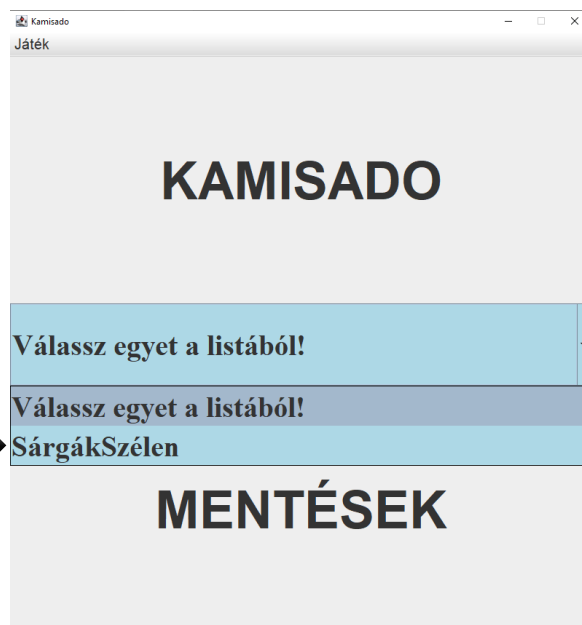 Kamisado
Játék
KAMISADO
Válassz egyet a listából!
Válassz egyet a listából!
SárgákSzélen
MENTÉSEK